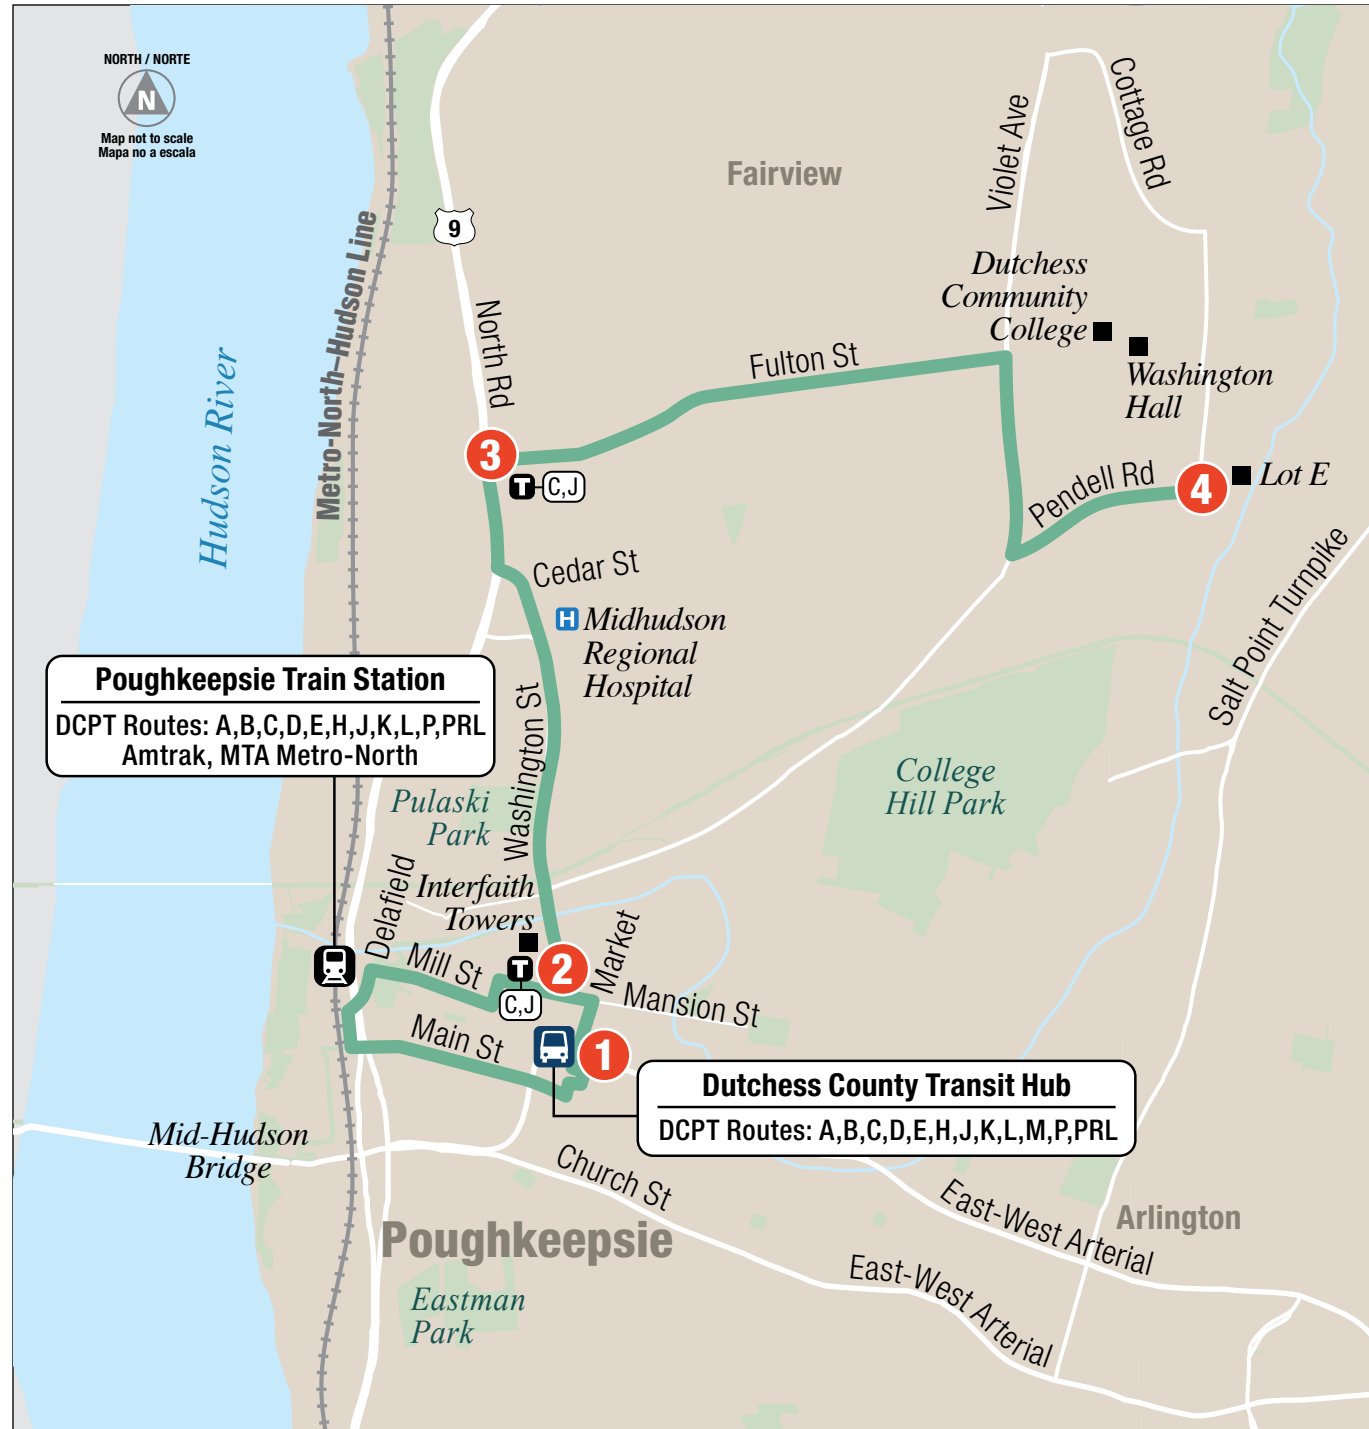 NORTH / NORTE
N
Map not to scale
Mapa no a escala
Cottage Rd
Violet Ave
Fairview
9
Metro-North–Hudson Line
Dutchess
Community
College
North Rd
Hudson River
Fulton St
Washington
Hall
3
T
C,J
Pendell Rd
4
Lot E
Cedar St
H
Midhudson
Regional
Hospital
Salt Point Turnpike
Poughkeepsie Train Station
DCPT Routes: A,B,C,D,E,H,J,K,L,P,PRL
Amtrak, MTA Metro-North
Washington St
College
Hill Park
Pulaski
Park
Delafield
Interfaith
Towers
Market
Mill St
T
C,J
2
Mansion St
Main St
1
Dutchess County Transit Hub
DCPT Routes: A,B,C,D,E,H,J,K,L,M,P,PRL
Mid-Hudson
Bridge
Church St
East-West Arterial
Arlington
Poughkeepsie
East-West Arterial
Eastman
Park